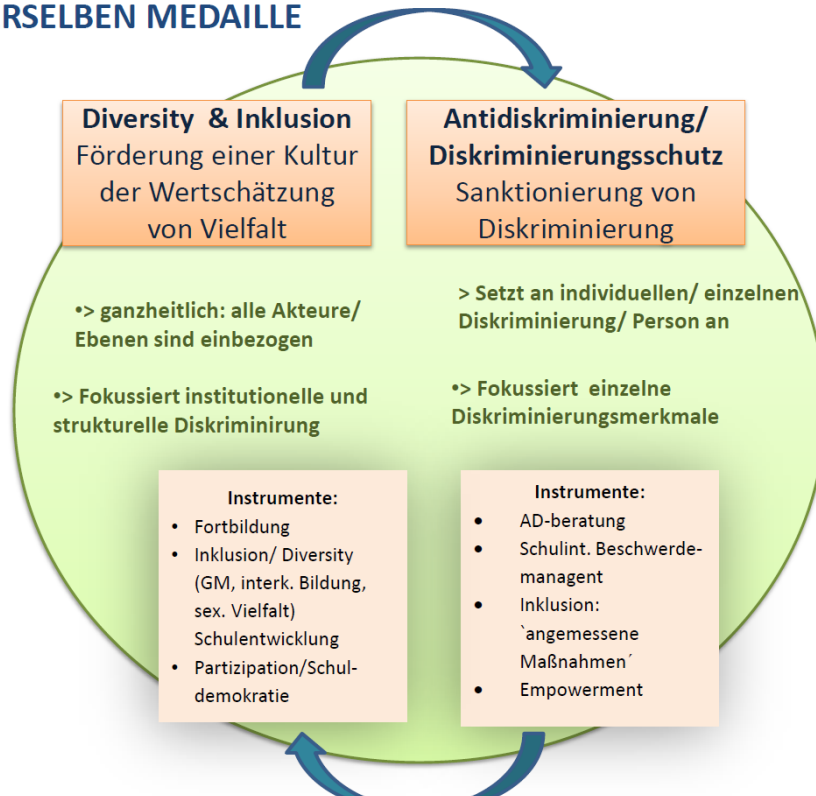 RSELBEN MEDAILLE
Diversity & Inklusion
Förderung einer Kultur
der Wertschätzung
von Vielfalt
Antidiskriminierung/
Diskriminierungsschutz
Sanktionierung von
Diskriminierung
•> ganzheitlich: alle Akteure/
Ebenen sind einbezogen
•> Fokussiert institutionelle und
strukturelle Diskriminirung
> Setzt an individuellen/ einzelnen
Diskriminierung/ Person an
•> Fokussiert einzelne
Diskriminierungsmerkmale
Instrumente:
• Fortbildung
• Inklusion/ Diversity
(GM, interk. Bildung,
sex. Vielfalt)
Schulentwicklung
• Partizipation/Schul-
demokratie
Instrumente:
• AD-beratung
• Schulint. Beschwerde-
managent
• Inklusion:
`angemessene
Maßnahmen´
• Empowerment